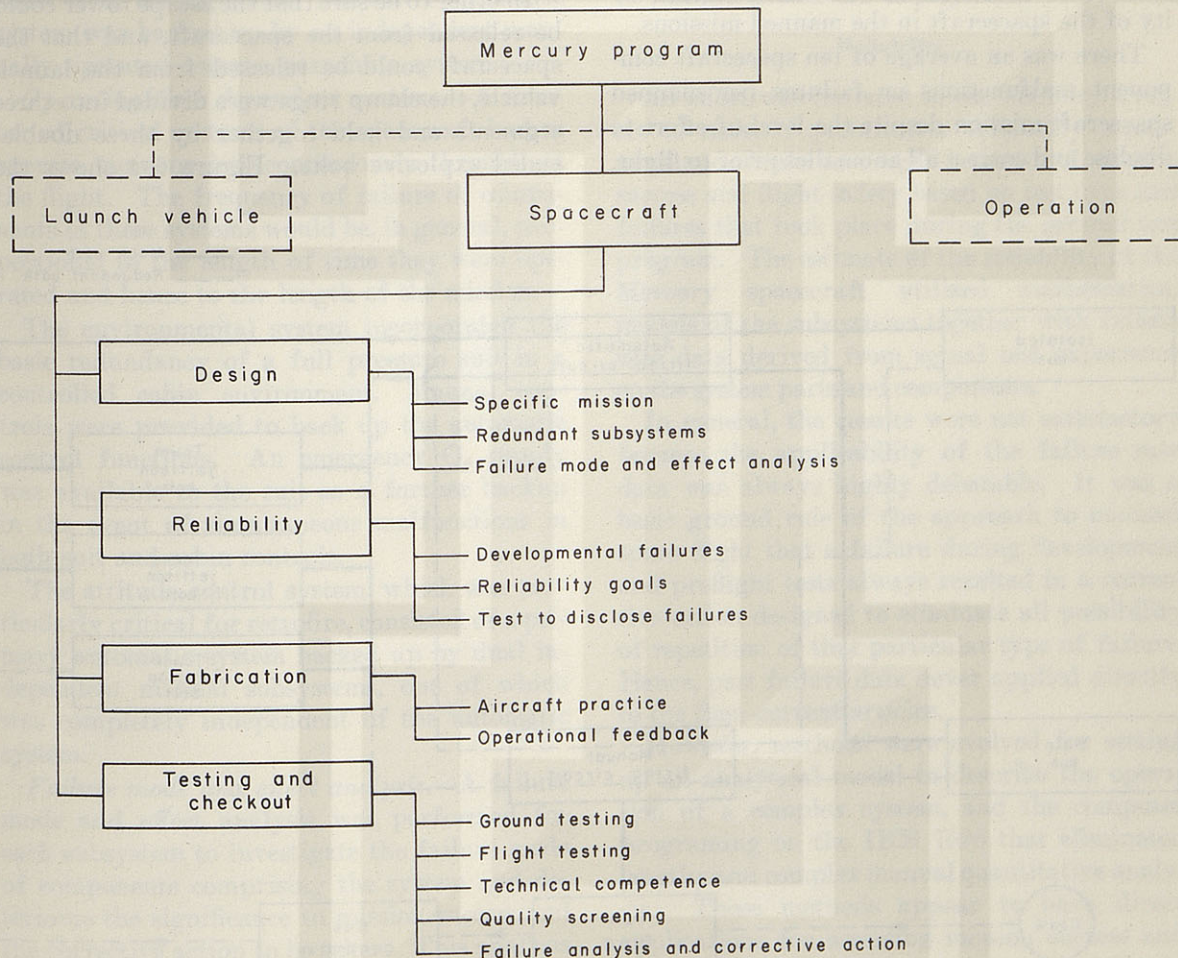 Mercury program
Launch vehicle
Spacecraft
Operation
Design
Specific mission
Redundant subsystems
Failure mode and effect analysis
Reliability
Developmental failures
Reliability goals
Test to disclose failures
Fabrication
Aircraft practice
Operational feedback
Testing and
checkout
Ground testing
Flight testing
Technical competence
Quality screening
Failure analysis and corrective action